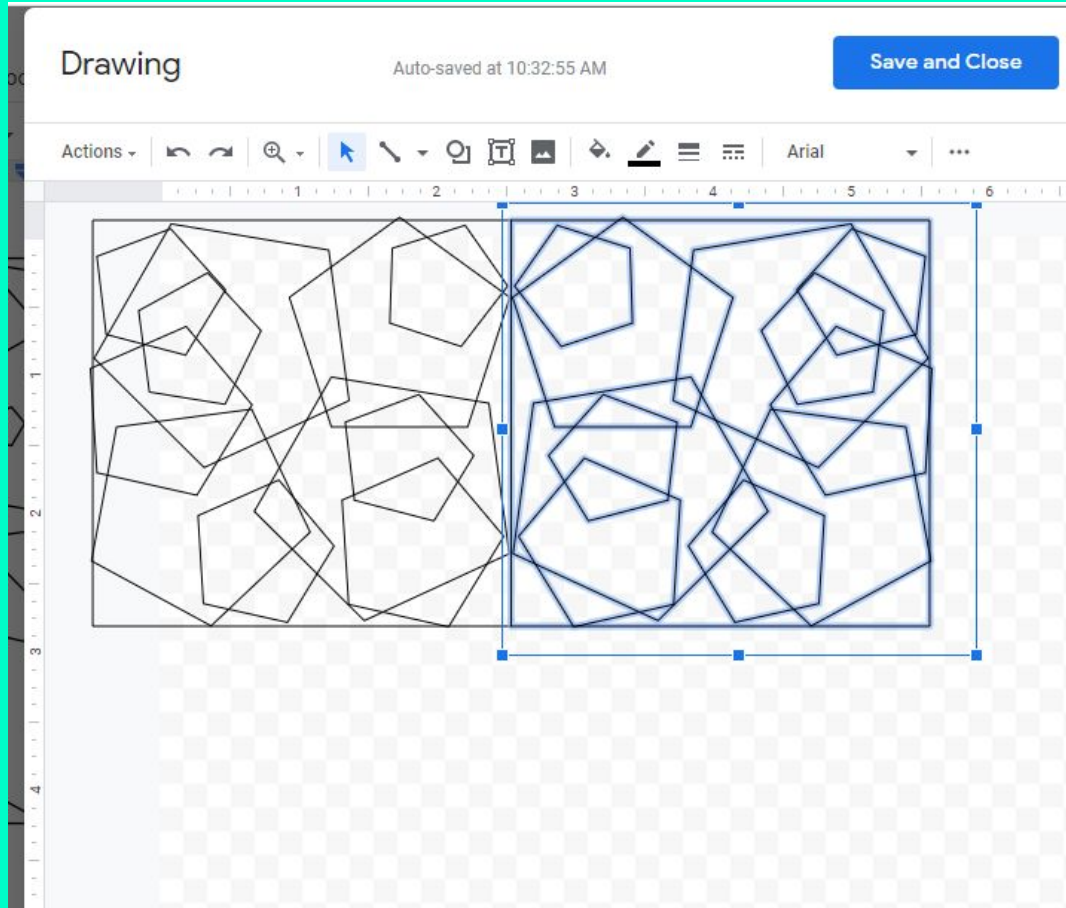 Drawing
Auto-saved at 10:32:55 AM
Save and Close
Actions
T
Arial
1 2 3 4 5 6
1
2
3
4